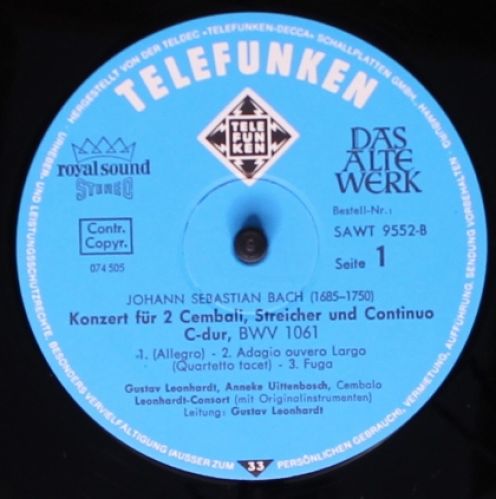 HERGESTELLT VON DER TELDEC »TELEFUNKEN-DECCA« SCHALLPLATTEN GMBH., HAMBURG
TELEFUNKEN
TELE
FUN
KEN
royal sound
STEREO
DAS
ALTE
WERK
Contr.
Copyr.
074 505
Bestell-Nr.:
SAWT 9552-B
Seite 1
JOHANN SEBASTIAN BACH (1685-1750)
Konzert für 2 Cembali, Streicher und Continuo
C-dur, BWV 1061
1. (Allegro) - 2. Adagio ouvero Largo
(Quartetto tacet) - 3. Fuga
Gustav Leonhardt, Anneke Uittenbosch, Cembalo
Leonhardt-Consort (mit Originalinstrumenten)
Leitung: Gustav Leonhardt
URHEBER- UND LEISTUNGSSCHUTZRECHTE, BESONDERS VERVIELFÄLTIGUNG (AUSSER ZUM PERSÖNLICHEN GEBRAUCH), VERMIETUNG, AUFFÜHRUNG, SENDUNG VORBEHALTEN
33